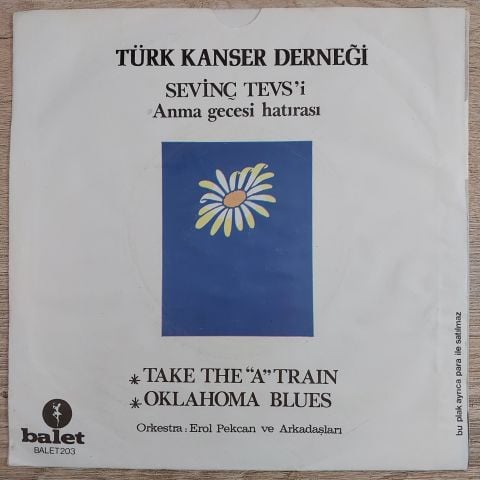 TÜRK KANSER DERNEĞİ
SEVİNÇ TEVS'i
Anma gecesi hatırası
* TAKE THE "A" TRAIN
* OKLAHOMA BLUES
Orkestra: Erol Pekcan ve Arkadaşları
balet
BALET203
bu plak ayrıca para ile satılmaz